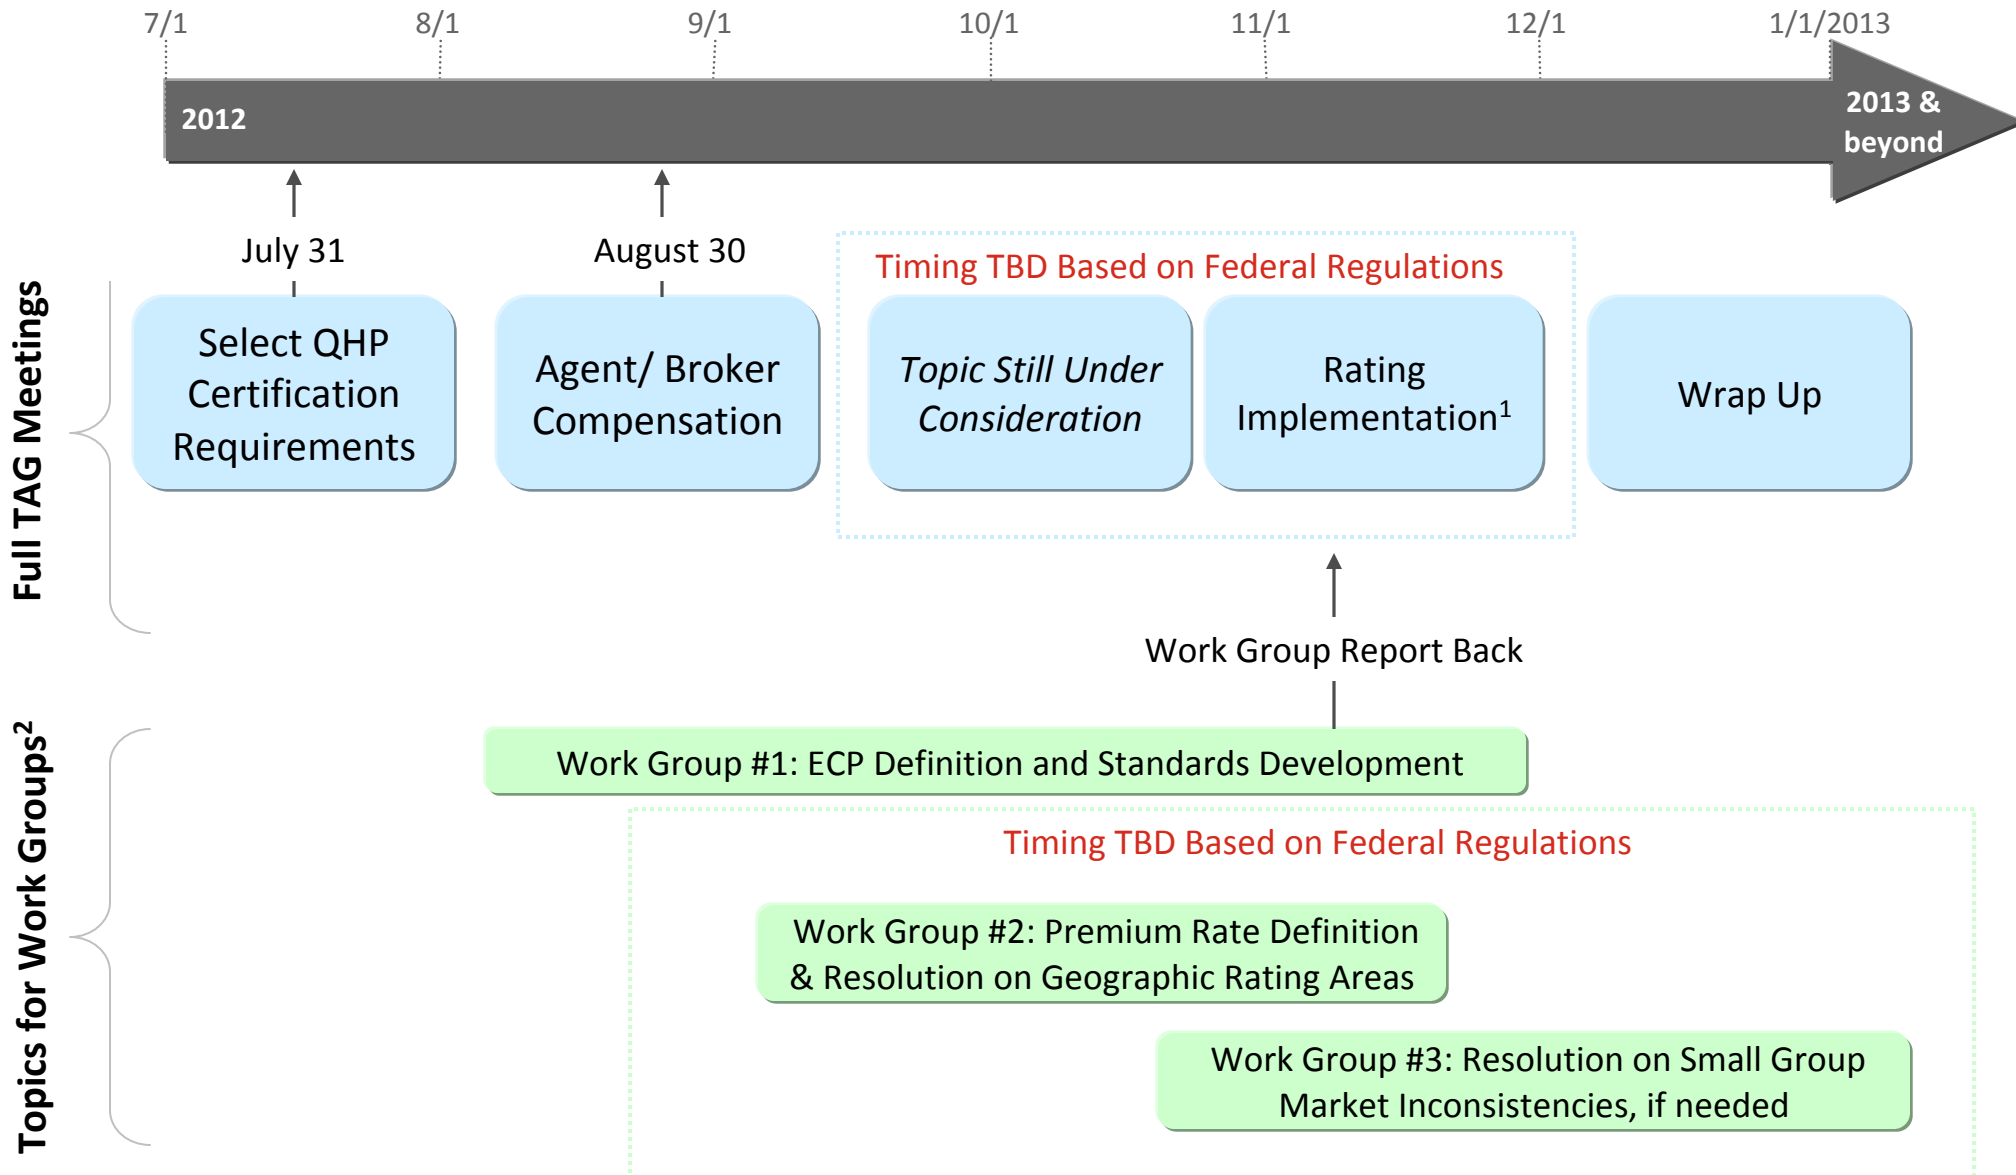 7/1
8/1
9/1
10/1
11/1
12/1
1/1/2013
2012
2013 &
beyond
July 31
August 30
Timing TBD Based on Federal Regulations
Full TAG Meetings
Select QHP
Certification
Requirements
Agent/ Broker
Compensation
Topic Still Under
Consideration
Rating
Implementation¹
Wrap Up
Work Group Report Back
Topics for Work Groups²
Work Group #1: ECP Definition and Standards Development
Timing TBD Based on Federal Regulations
Work Group #2: Premium Rate Definition
& Resolution on Geographic Rating Areas
Work Group #3: Resolution on Small Group
Market Inconsistencies, if needed